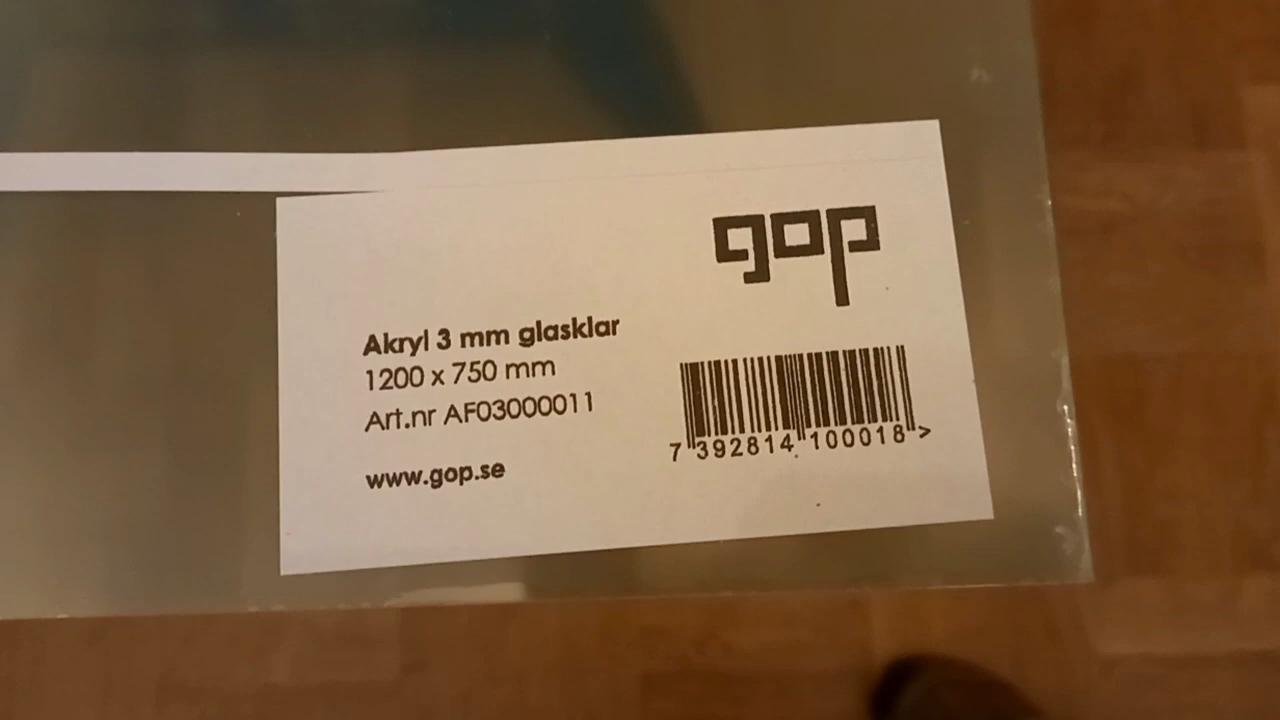 gop
Akryl 3 mm glasklar
1200 x 750 mm
Art.nr AF03000011
www.gop.se
7 392814 100018 >